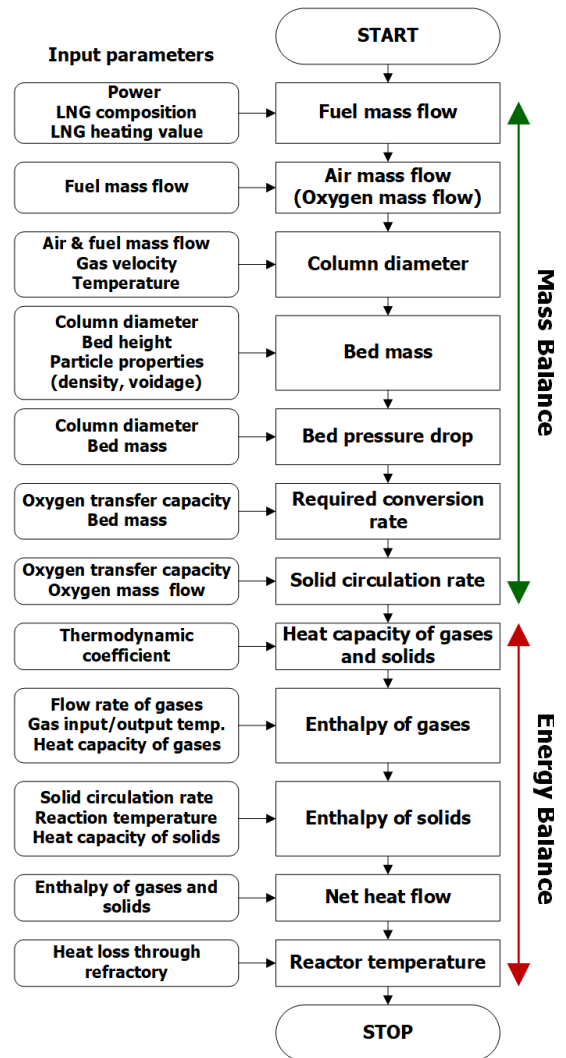 START
Input parameters
Power
LNG composition
LNG heating value
Fuel mass flow
Fuel mass flow
Air mass flow
(Oxygen mass flow)
Air & fuel mass flow
Gas velocity
Temperature
Column diameter
Column diameter
Bed height
Particle properties
(density, voidage)
Bed mass
Column diameter
Bed mass
Bed pressure drop
Oxygen transfer capacity
Bed mass
Required conversion
rate
Oxygen transfer capacity
Oxygen mass flow
Solid circulation rate
Mass Balance
Thermodynamic
coefficient
Heat capacity of gases
and solids
Flow rate of gases
Gas input/output temp.
Heat capacity of gases
Enthalpy of gases
Solid circulation rate
Reaction temperature
Heat capacity of solids
Enthalpy of solids
Enthalpy of gases and
solids
Net heat flow
Heat loss through
refractory
Reactor temperature
Energy Balance
STOP